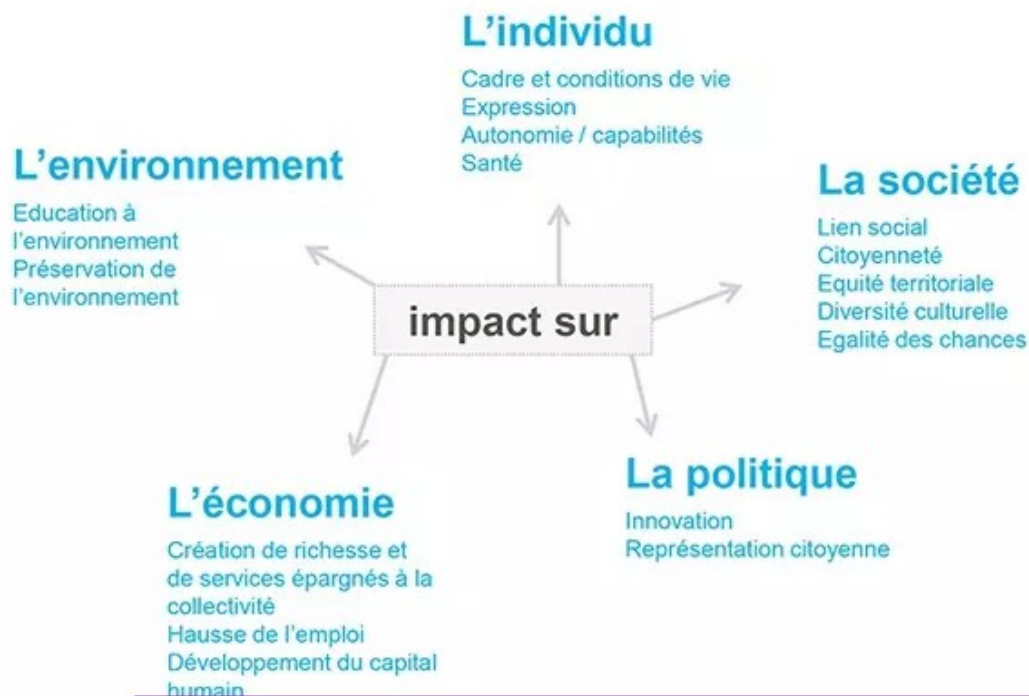 L'individu
Cadre et conditions de vie
Expression
Autonomie / capabilités
Santé
L'environnement
Education à
l'environnement
Préservation de
l'environnement
La société
Lien social
Citoyenneté
Equité territoriale
Diversité culturelle
Egalité des chances
impact sur
La politique
Innovation
Représentation citoyenne
L'économie
Création de richesse et
de services épargnés à la
collectivité
Hausse de l'emploi
Développement du capital
humain